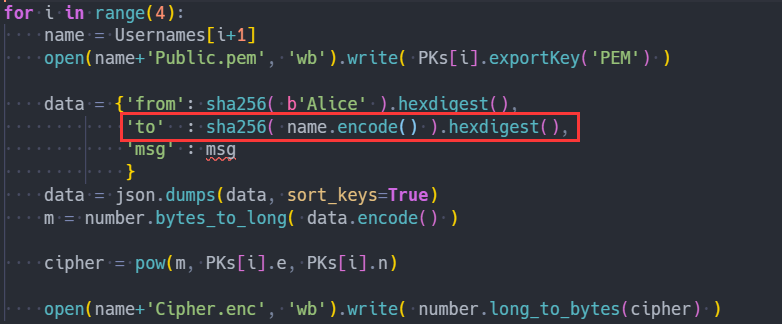 for i in range(4):
    name = Usernames[i+1]
    open(name+'Public.pem', 'wb').write( PKs[i].exportKey('PEM') )
    data = {'from': sha256( b'Alice' ).hexdigest(),
            'to'  : sha256( name.encode() ).hexdigest(),
            'msg' : msg
            }
    data = json.dumps(data, sort_keys=True)
    m = number.bytes_to_long( data.encode() )
    cipher = pow(m, PKs[i].e, PKs[i].n)
    open(name+'Cipher.enc', 'wb').write( number.long_to_bytes(cipher) )